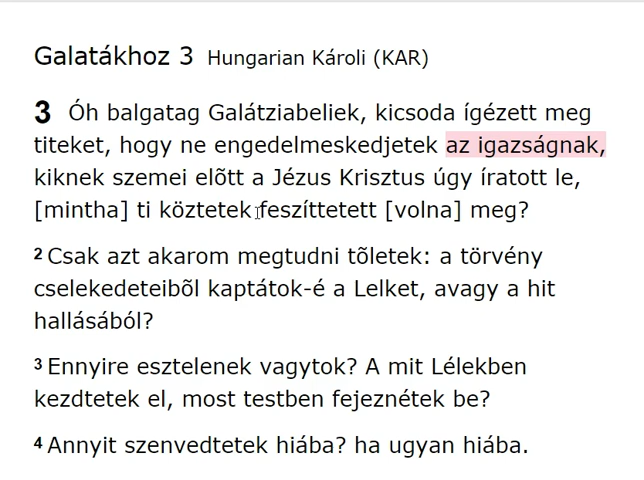 Galatákhoz 3 Hungarian Károli (KAR)
3 Óh balgatag Galátziabeliek, kicsoda ígézett meg
titeket, hogy ne engedelmeskedjetek az igazságnak,
kiknek szemei elõtt a Jézus Krisztus úgy íratott le,
[mintha] ti köztetek feszíttetett [volna] meg?
2 Csak azt akarom megtudni tõletek: a törvény
cselekedeteibõl kaptátok-é a Lelket, avagy a hit
hallásából?
3 Ennyire esztelenek vagytok? A mit Lélekben
kezdtetek el, most testben fejeznétek be?
4 Annyit szenvedtetek hiába? ha ugyan hiába.